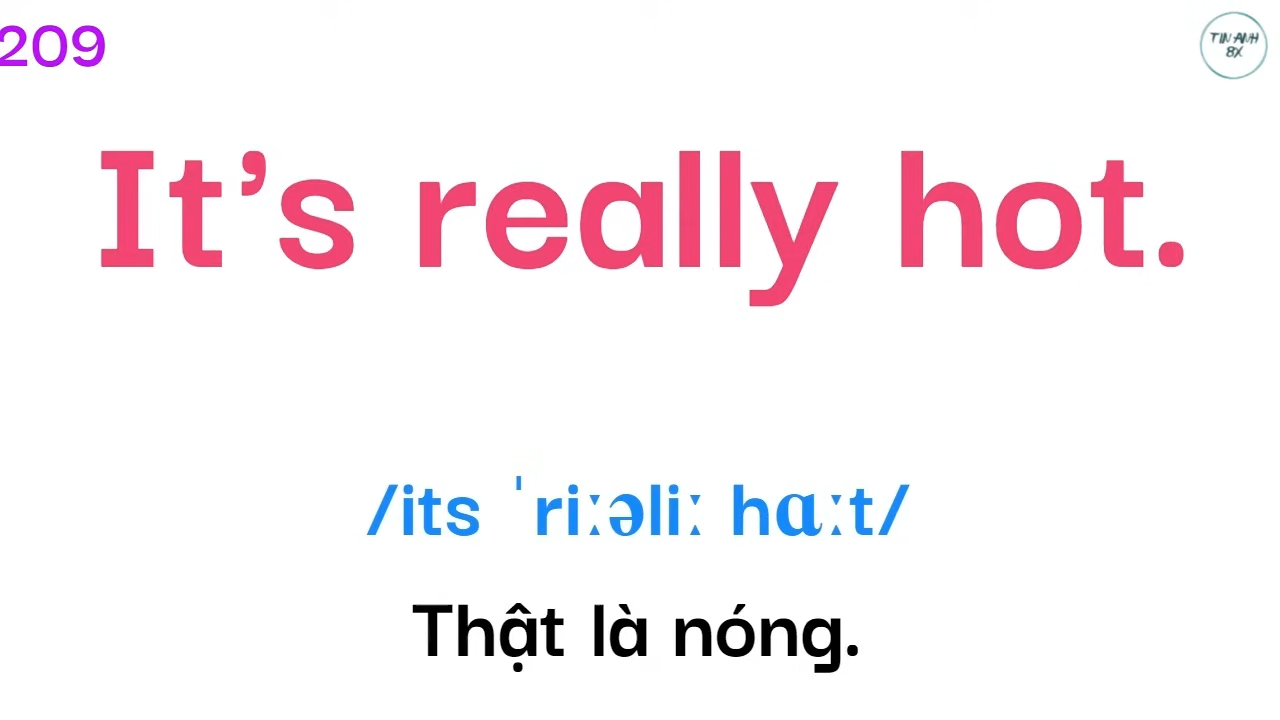 209
TIN ANH
8X
It’s really hot.
/its ˈriːəliː hɑːt/
Thật là nóng.